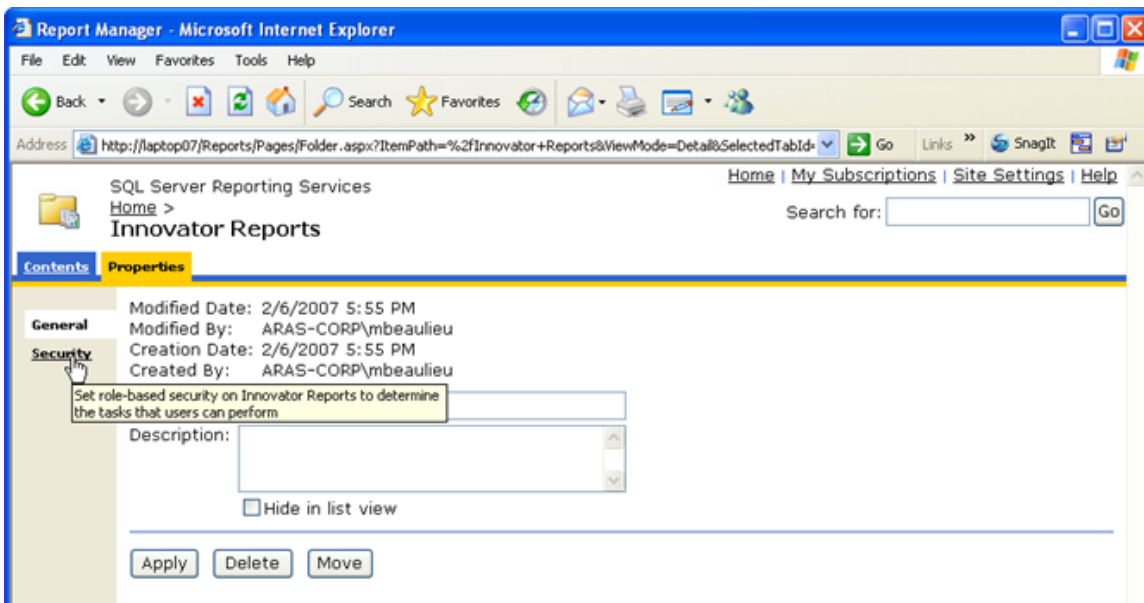 Report Manager - Microsoft Internet Explorer
File Edit View Favorites Tools Help
Back Search Favorites
Address http://laptop07/Reports/Pages/Folder.aspx?ItemPath=%2fInnovator+Reports&ViewMode=Detail&SelectedTabId= Go Links » SnagIt
SQL Server Reporting Services
Home | My Subscriptions | Site Settings | Help
Home >
Innovator Reports
Search for: Go
Contents Properties
General
Security
Modified Date: 2/6/2007 5:55 PM
Modified By: ARAS-CORP\mbeaulieu
Creation Date: 2/6/2007 5:55 PM
Created By: ARAS-CORP\mbeaulieu
Set role-based security on Innovator Reports to determine
the tasks that users can perform
Description:
Hide in list view
Apply Delete Move